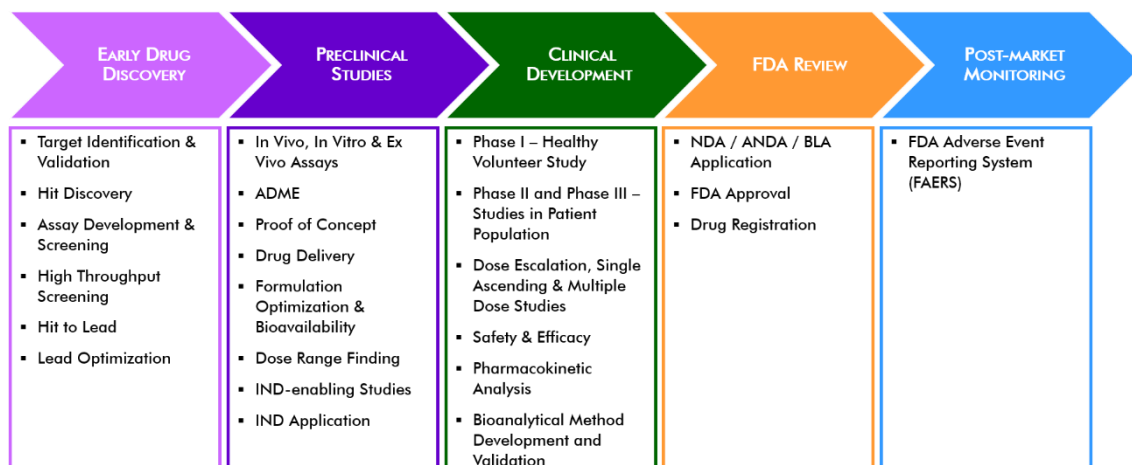 EARLY DRUG
DISCOVERY
Target Identification &
Validation
Hit Discovery
Assay Development &
Screening
High Throughput
Screening
Hit to Lead
Lead Optimization
PRECLINICAL
STUDIES
In Vivo, In Vitro & Ex
Vivo Assays
ADME
Proof of Concept
Drug Delivery
Formulation
Optimization &
Bioavailability
Dose Range Finding
IND-enabling Studies
IND Application
CLINICAL
DEVELOPMENT
Phase I – Healthy
Volunteer Study
Phase II and Phase III –
Studies in Patient
Population
Dose Escalation, Single
Ascending & Multiple
Dose Studies
Safety & Efficacy
Pharmacokinetic
Analysis
Bioanalytical Method
Development and
Validation
FDA REVIEW
NDA / ANDA / BLA
Application
FDA Approval
Drug Registration
POST-MARKET
MONITORING
FDA Adverse Event
Reporting System
(FAERS)